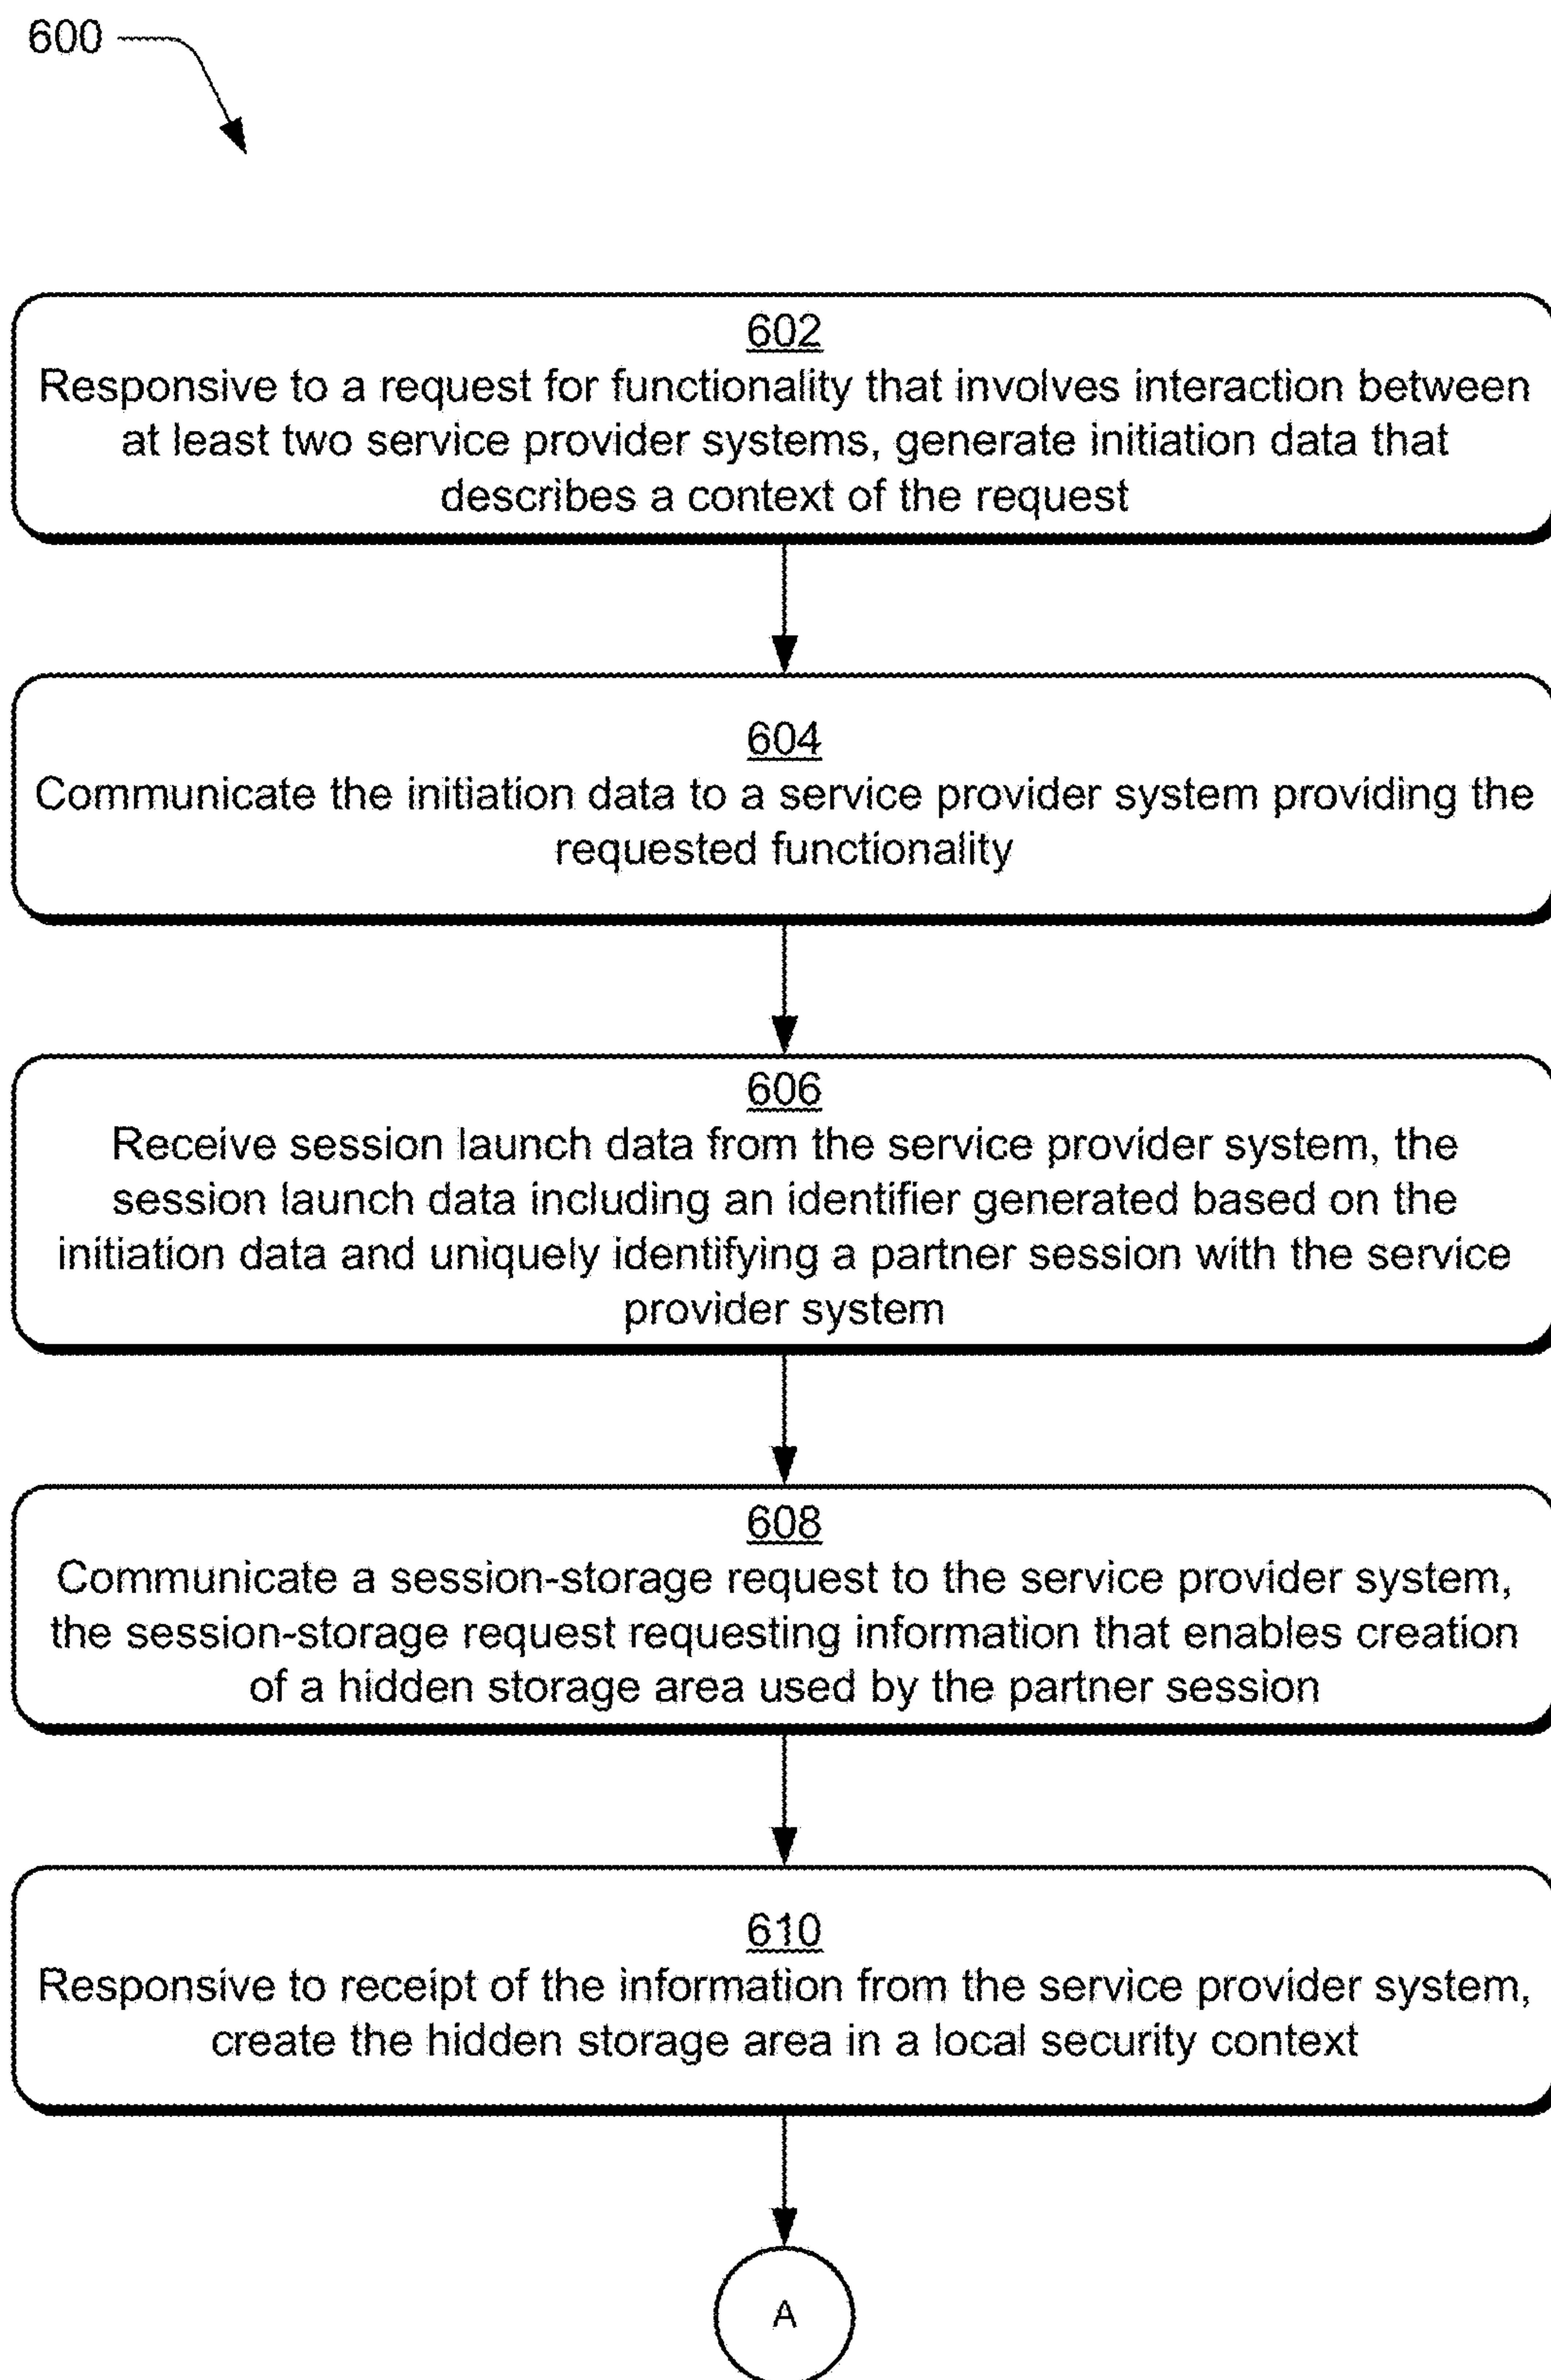 600
602
Responsive to a request for functionality that involves interaction between
at least two service provider systems, generate initiation data that
describes a context of the request
604
Communicate the initiation data to a service provider system providing the
requested functionality
606
Receive session launch data from the service provider system, the
session launch data including an identifier generated based on the
initiation data and uniquely identifying a partner session with the service
provider system
608
Communicate a session-storage request to the service provider system,
the session-storage request requesting information that enables creation
of a hidden storage area used by the partner session
610
Responsive to receipt of the information from the service provider system,
create the hidden storage area in a local security context
A